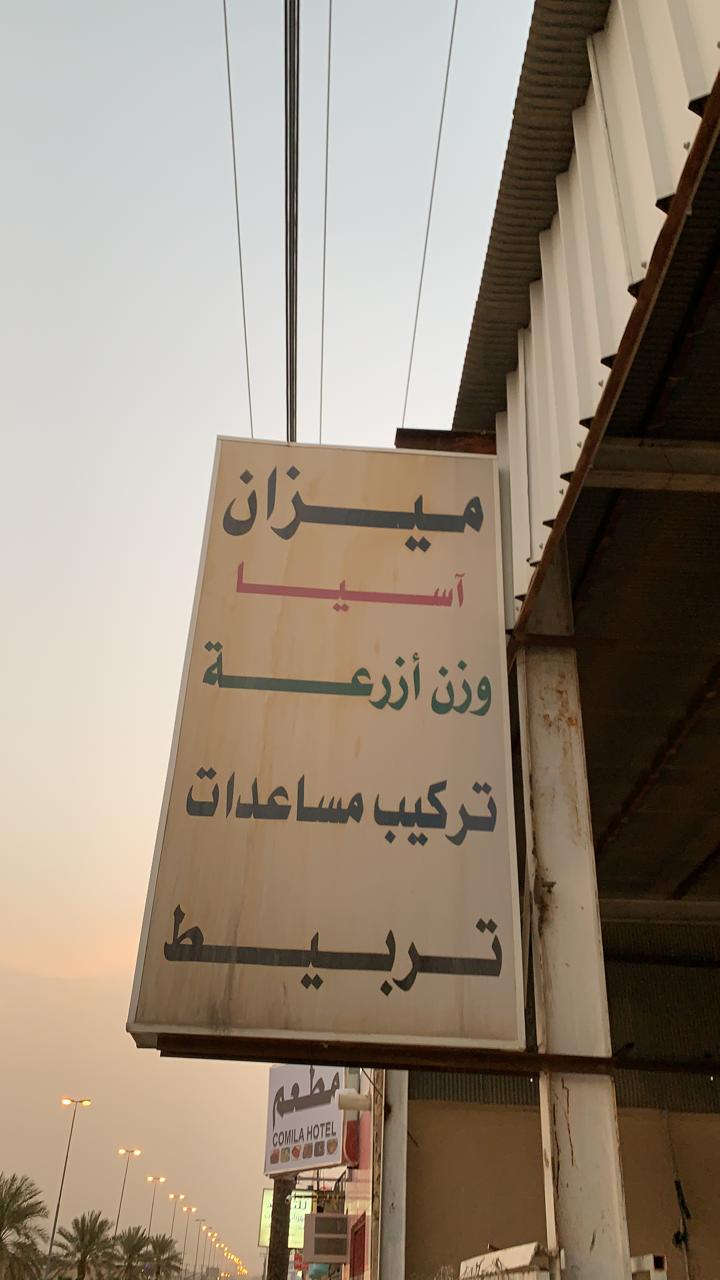 ميزان
آسيا
وزن أزرعة
تركيب مساعدات
تربيط
مطعم
COMILA HOTEL